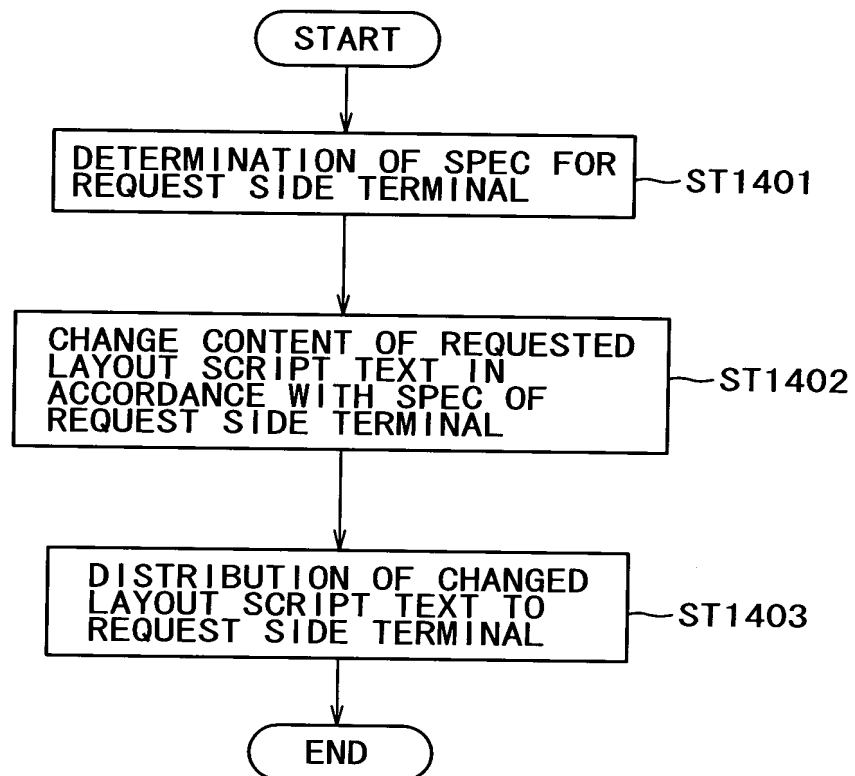 START
DETERMINATION OF SPEC FOR
REQUEST SIDE TERMINAL
ST1401
CHANGE CONTENT OF REQUESTED
LAYOUT SCRIPT TEXT IN
ACCORDANCE WITH SPEC OF
REQUEST SIDE TERMINAL
ST1402
DISTRIBUTION OF CHANGED
LAYOUT SCRIPT TEXT TO
REQUEST SIDE TERMINAL
ST1403
END